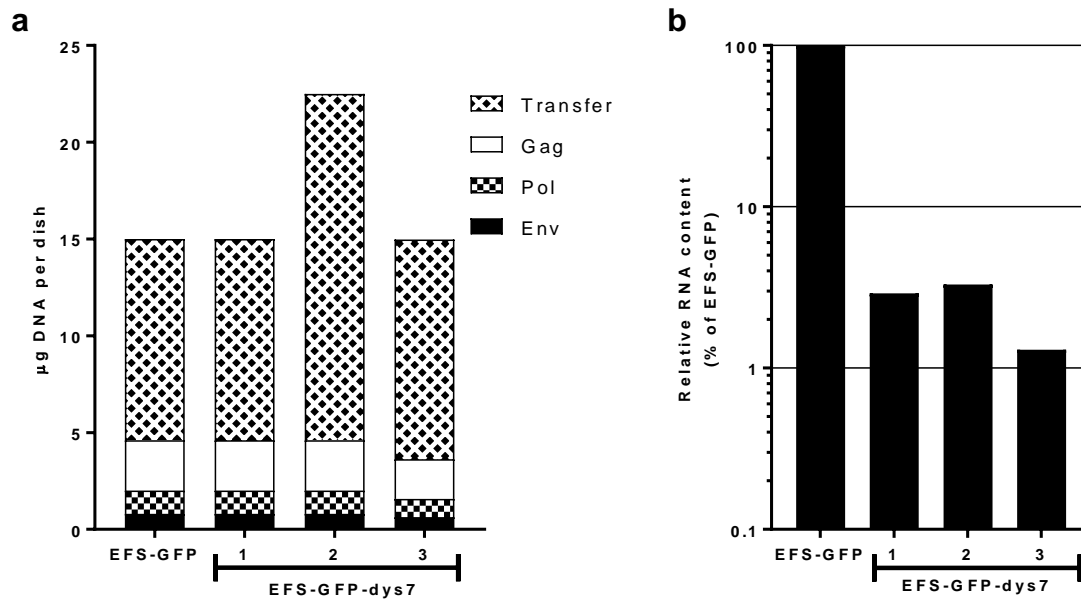 a
µg DNA per dish
25
20
15
10
5
0
Transfer
Gag
Pol
Env
EFS-GFP
1
2
3
EFS-GFP-dys7
b
Relative RNA content
(% of EFS-GFP)
100
10
1
0.1
EFS-GFP
1
2
3
EFS-GFP-dys7